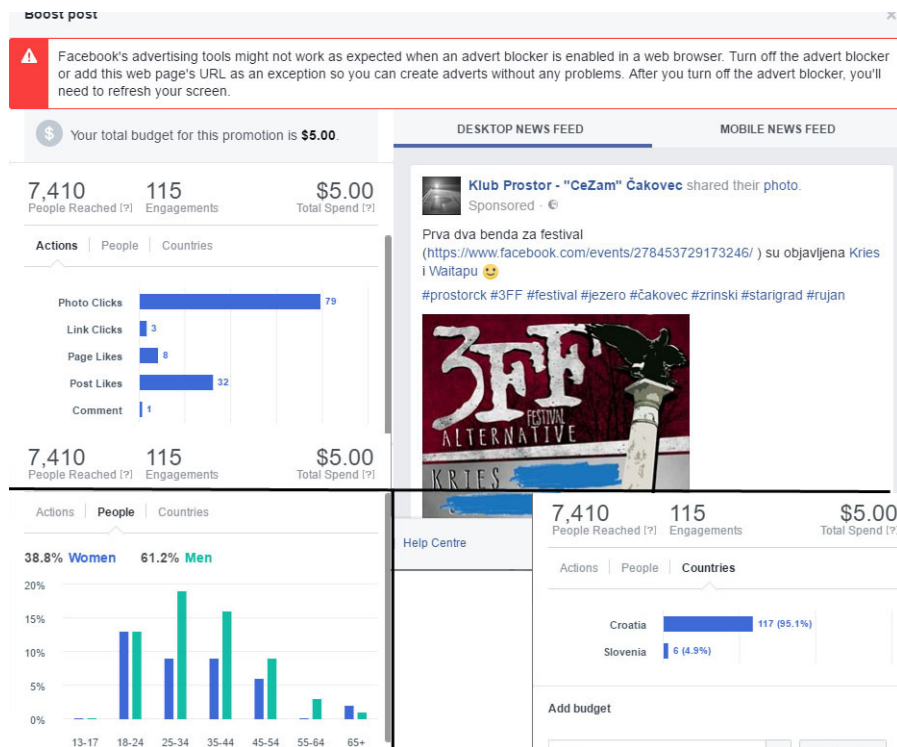 Boost post
Facebook's advertising tools might not work as expected when an advert blocker is enabled in a web browser. Turn off the advert blocker
or add this web page's URL as an exception so you can create adverts without any problems. After you turn off the advert blocker, you'll
need to refresh your screen.
Your total budget for this promotion is $5.00.
7,410 115 $5.00
People Reached [?] Engagements Total Spend [?]
Actions People Countries
Photo Clicks 79
Link Clicks 3
Page Likes 8
Post Likes 32
Comment 1
7,410 115 $5.00
People Reached [?] Engagements Total Spend [?]
DESKTOP NEWS FEED MOBILE NEWS FEED
Klub Prostor - "CeZam" Čakovec shared their photo.
Sponsored ·
Prva dva benda za festival
(https://www.facebook.com/events/278453729173246/ ) su objavljena Kries
i Waitapu 🙂
#prostorck #3FF #festival #jezero #čakovec #zrinski #starigrad #rujan
3FF
FESTIVAL
ALTERNATIVE
KRIES
Actions People Countries
38.8% Women 61.2% Men
20%
15%
10%
5%
0%
13-17 18-24 25-34 35-44 45-54 55-64 65+
Help Centre
7,410 115 $5.00
People Reached [?] Engagements Total Spend [?]
Actions People Countries
Croatia 117 (95.1%)
Slovenia 6 (4.9%)
Add budget